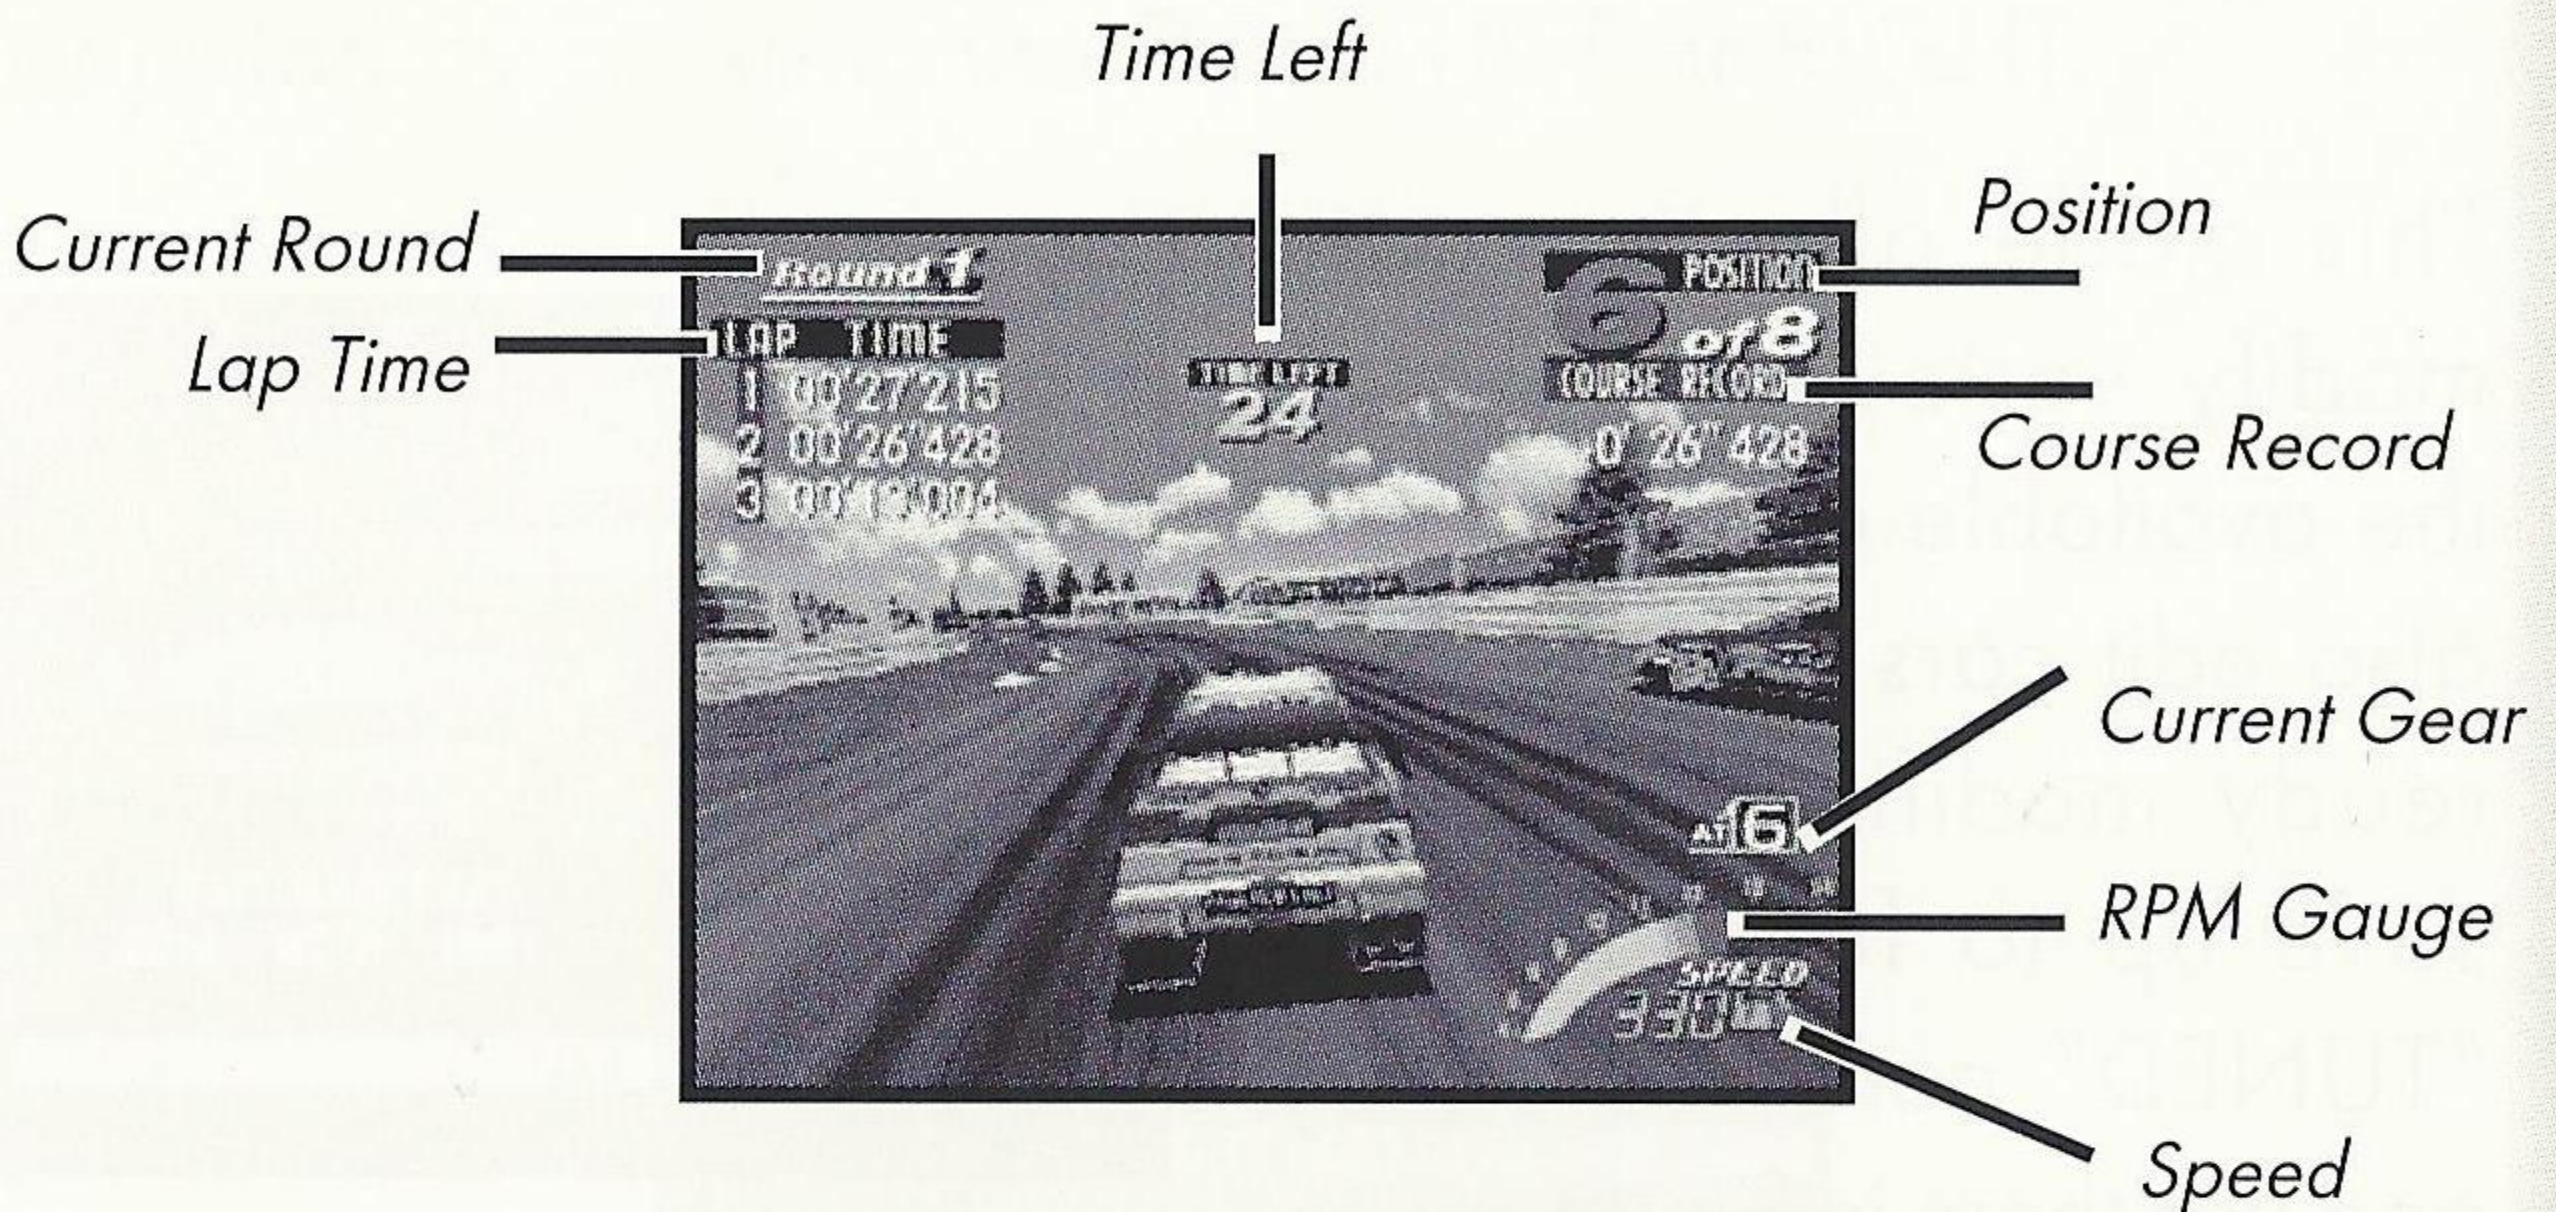 Time Left
Position
Current Round
Round 1
6 POSITION
Lap Time
LAP TIME
of 8
TIME LEFT
COURSE RECORD
1 00'27'215
24
2 00'26'428
0' 26" 428
Course Record
3
Current Gear
AT 6
RPM Gauge
SPEED
330
Speed